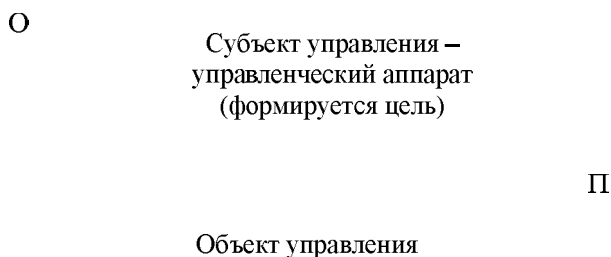 О
Субъект управления –
управленческий аппарат
(формируется цель)
П
Объект управления